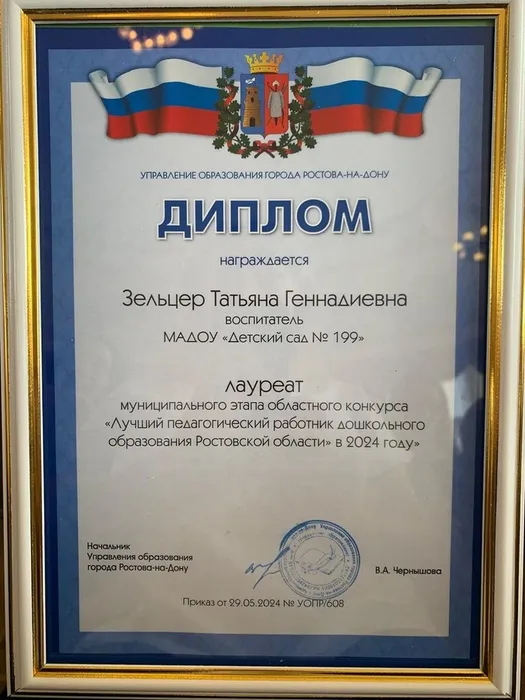 УПРАВЛЕНИЕ ОБРАЗОВАНИЯ ГОРОДА РОСТОВА-НА-ДОНУ
ДИПЛОМ
награждается
Зельцер Татьяна Геннадиевна
воспитатель
МАДОУ «Детский сад № 199»
лауреат
муниципального этапа областного конкурса
«Лучший педагогический работник дошкольного
образования Ростовской области» в 2024 году»
Начальник
Управления образования
города Ростова-на-Дону
В.А. Чернышова
Приказ от 29.05.2024 № УОПР/608